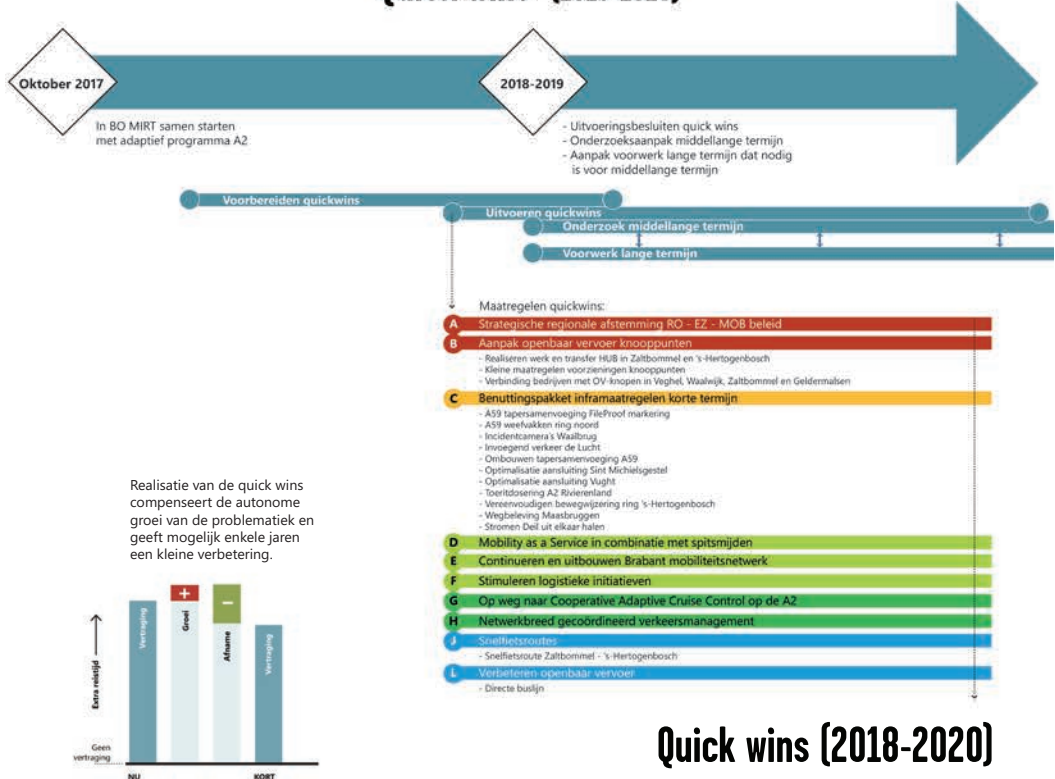 Oktober 2017
2018-2019
In BO MIRT samen starten
met adaptief programma A2
- Uitvoeringsbesluiten quick wins
- Onderzoeksaanpak middellange termijn
- Aanpak voorwerk lange termijn dat nodig
is voor middellange termijn
Voorbereiden quickwins
Uitvoeren quickwins
Onderzoek middellange termijn
Voorwerk lange termijn
Maatregelen quickwins:
A Strategische regionale afstemming RO - EZ - MOB beleid
B Aanpak openbaar vervoer knooppunten
- Realiseren werk en transfer HUB in Zaltbommel en 's-Hertogenbosch
- Kleine maatregelen voorzieningen knooppunten
- Verbinding bedrijven met OV-knopen in Veghel, Waalwijk, Zaltbommel en Geldermalsen
C Benuttingspakket inframaatregelen korte termijn
- A59 tapersamenvoeging FileProof markering
- A59 weefvakken ring noord
- Incidentcamera's Waalbrug
- Invoegend verkeer de Lucht
- Ombouwen tapersamenvoeging A59
- Optimalisatie aansluiting Sint Michielsgestel
- Optimalisatie aansluiting Vught
- Toeritdosering A2 Rivierenland
- Vereenvoudigen bewegwijzering ring 's-Hertogenbosch
- Wegbeleving Maasbruggen
- Stromen Deil uit elkaar halen
D Mobility as a Service in combinatie met spitsmijden
E Continueren en uitbouwen Brabant mobiliteitsnetwerk
F Stimuleren logistieke initiatieven
G Op weg naar Cooperative Adaptive Cruise Control op de A2
H Netwerkbreed gecoördineerd verkeersmanagement
J Snelfietsroutes
- Snelfietsroute Zaltbommel - 's-Hertogenbosch
L Verbeteren openbaar vervoer
- Directe buslijn
Realisatie van de quick wins
compenseert de autonome
groei van de problematiek en
geeft mogelijk enkele jaren
een kleine verbetering.
Extra reistijd
Vertraging
+
Groei
−
Afname
Vertraging
Geen
vertraging
NU
KORT
Quick wins (2018-2020)